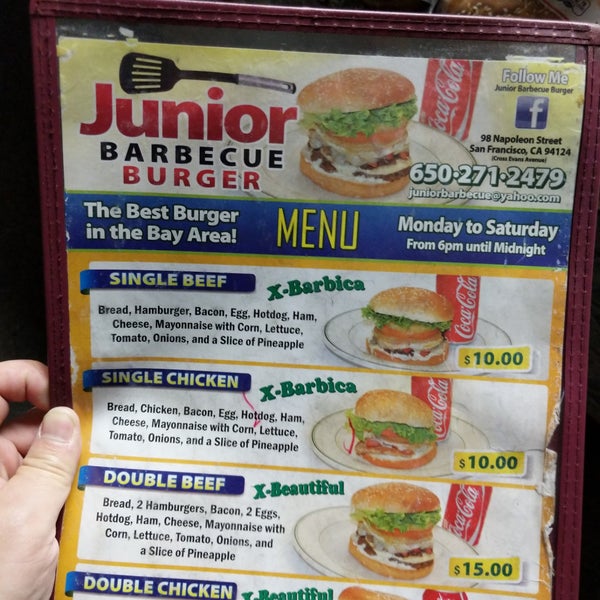 Junior
BARBECUE
BURGER
Coca-Cola
Follow Me
Junior Barbecue Burger
f
98 Napoleon Street
San Francisco, CA 94124
(Cross Evans Avenue)
650-271-2479
juniorbarbecue@yahoo.com
The Best Burger
in the Bay Area!
MENU
Monday to Saturday
From 6pm until Midnight
SINGLE BEEF
X-Barbica
Bread, Hamburger, Bacon, Egg, Hotdog, Ham,
Cheese, Mayonnaise with Corn, Lettuce,
Tomato, Onions, and a Slice of Pineapple
Coca-Cola
$10.00
SINGLE CHICKEN
X-Barbica
Bread, Chicken, Bacon, Egg, Hotdog, Ham,
Cheese, Mayonnaise with Corn, Lettuce,
Tomato, Onions, and a Slice of Pineapple
Coca-Cola
$10.00
DOUBLE BEEF
X-Beautiful
Bread, 2 Hamburgers, Bacon, 2 Eggs,
Hotdog, Ham, Cheese, Mayonnaise with
Corn, Lettuce, Tomato, Onions, and
a Slice of Pineapple
Coca-Cola
$15.00
DOUBLE CHICKEN
X-Beautiful